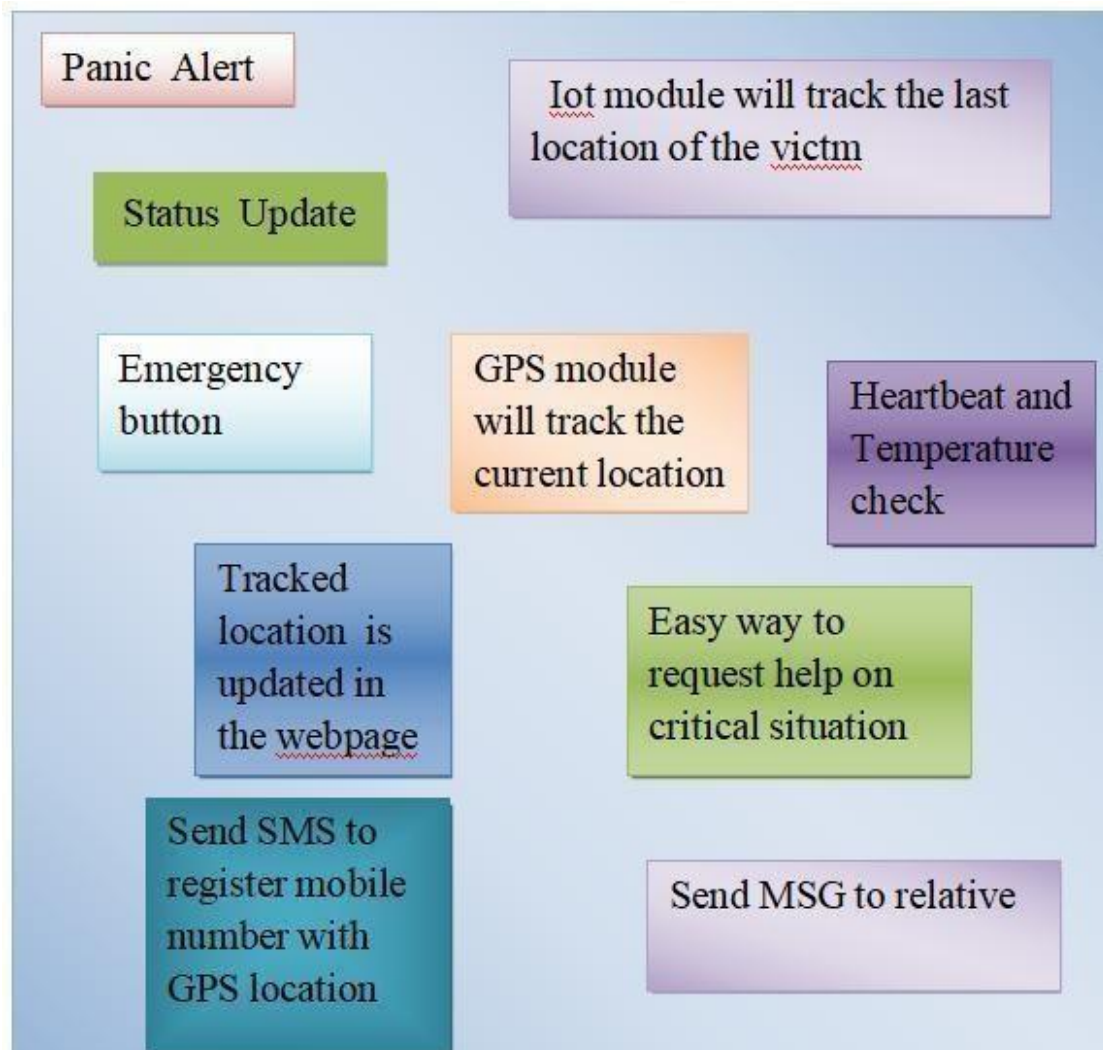 Panic Alert
Iot module will track the last
location of the victm
Status Update
Emergency
button
GPS module
will track the
current location
Heartbeat and
Temperature
check
Tracked
location is
updated in
the webpage
Easy way to
request help on
critical situation
Send SMS to
register mobile
number with
GPS location
Send MSG to relative